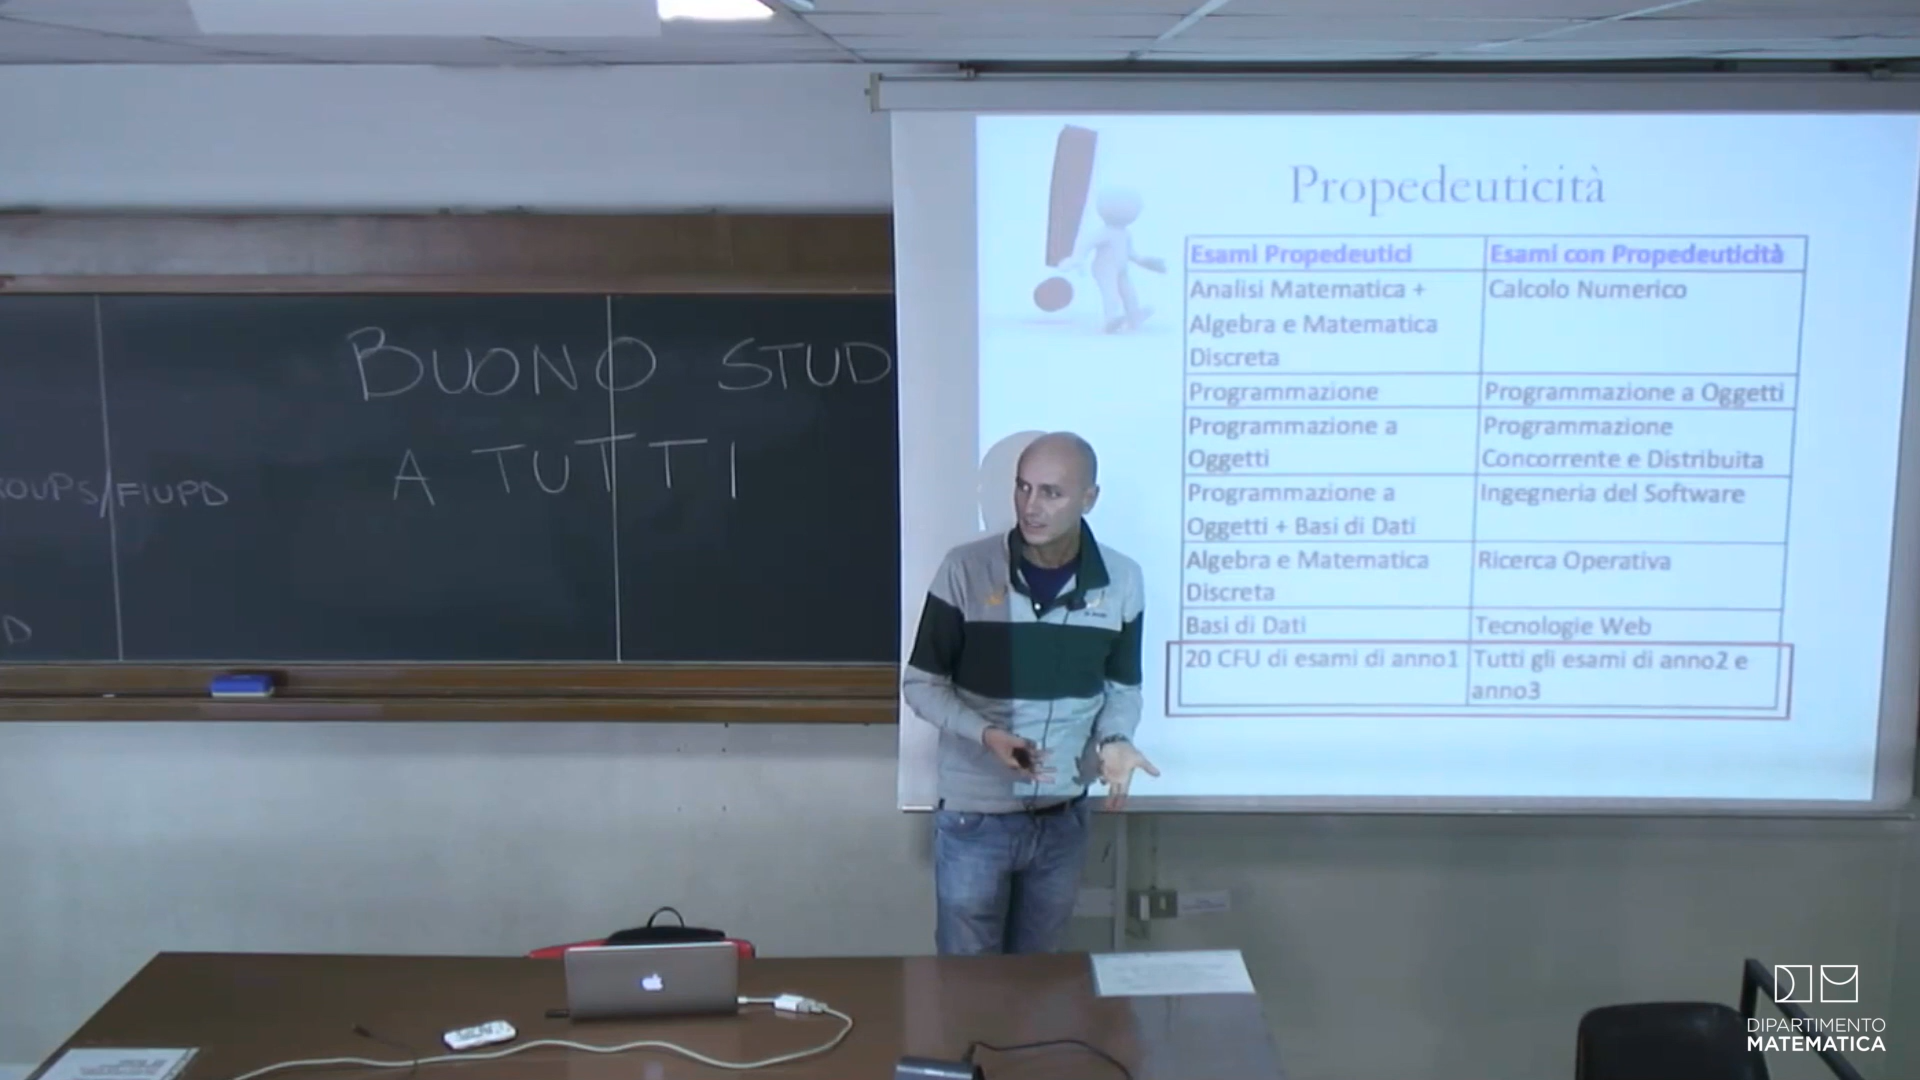 BUONO STUD
A TUTTI
OUPS/FIUPD
D
Propedeuticità
Esami Propedeutici
Esami con Propedeuticità
Analisi Matematica +
Algebra e Matematica
Discreta
Calcolo Numerico
Programmazione
Programmazione a Oggetti
Programmazione a
Oggetti
Programmazione
Concorrente e Distribuita
Programmazione a
Oggetti + Basi di Dati
Ingegneria del Software
Algebra e Matematica
Discreta
Ricerca Operativa
Basi di Dati
Tecnologie Web
20 CFU di esami di anno1
Tutti gli esami di anno2 e
anno3
DIPARTIMENTO
MATEMATICA